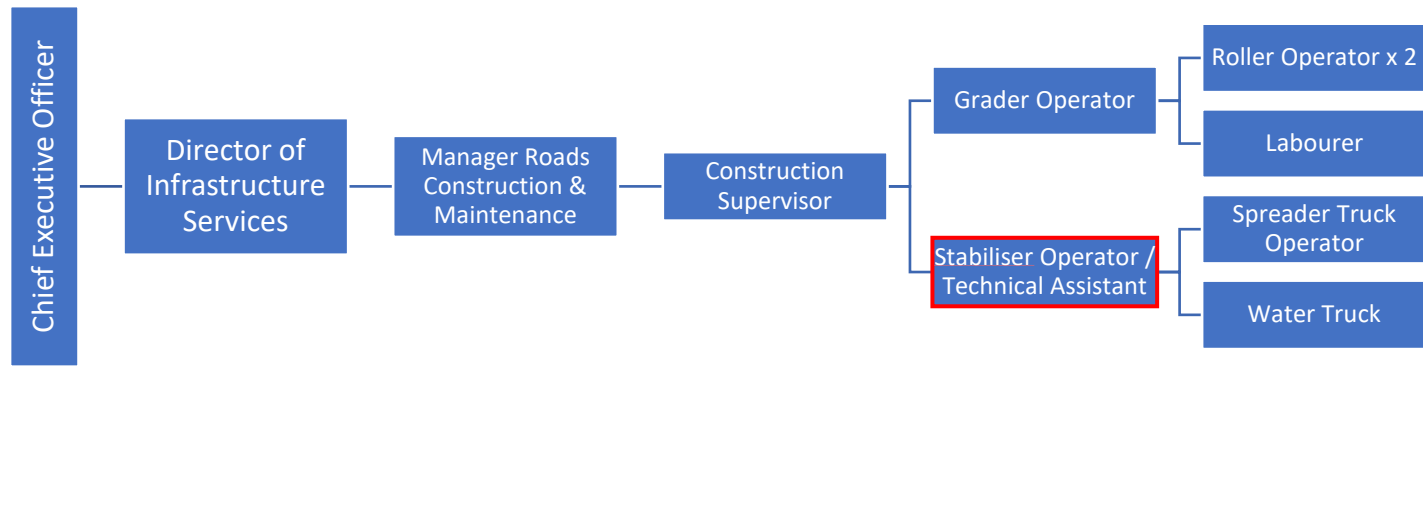 Chief Executive Officer
Director of
Infrastructure
Services
Manager Roads
Construction &
Maintenance
Construction
Supervisor
Grader Operator
Stabiliser Operator /
Technical Assistant
Roller Operator x 2
Labourer
Spreader Truck
Operator
Water Truck